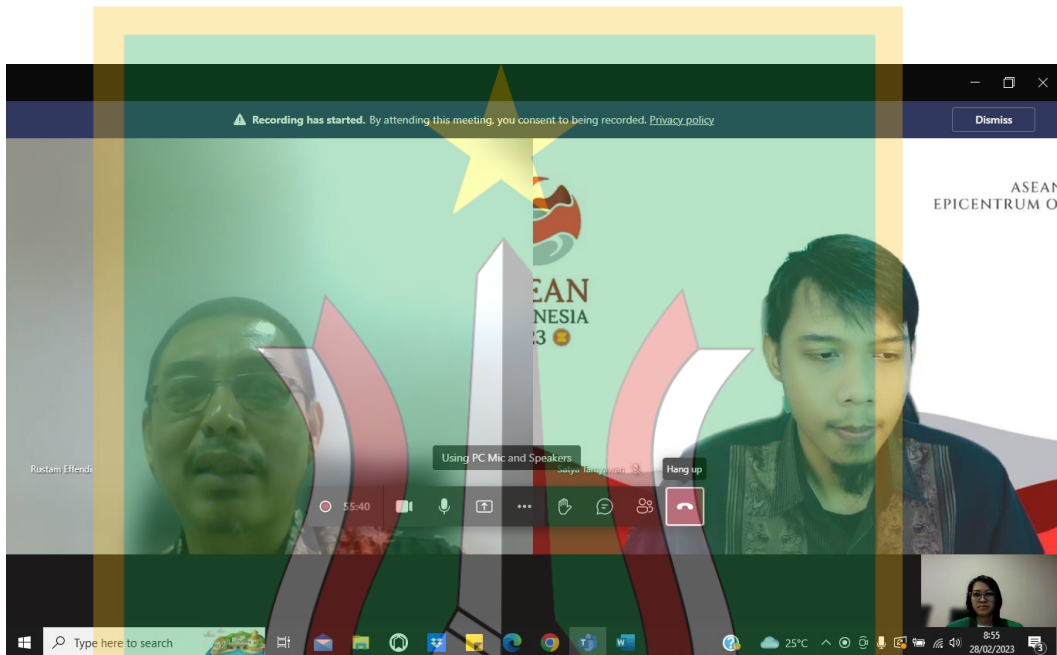 Recording has started. By attending this meeting, you consent to being recorded. Privacy policy
Dismiss
ASEAN
EPICENTRUM O
EAN
NESIA
23
Using PC Mic and Speakers
Rustam Effendi
Hang up
55:40
Type here to search
25°C
8:55
28/02/2023
3